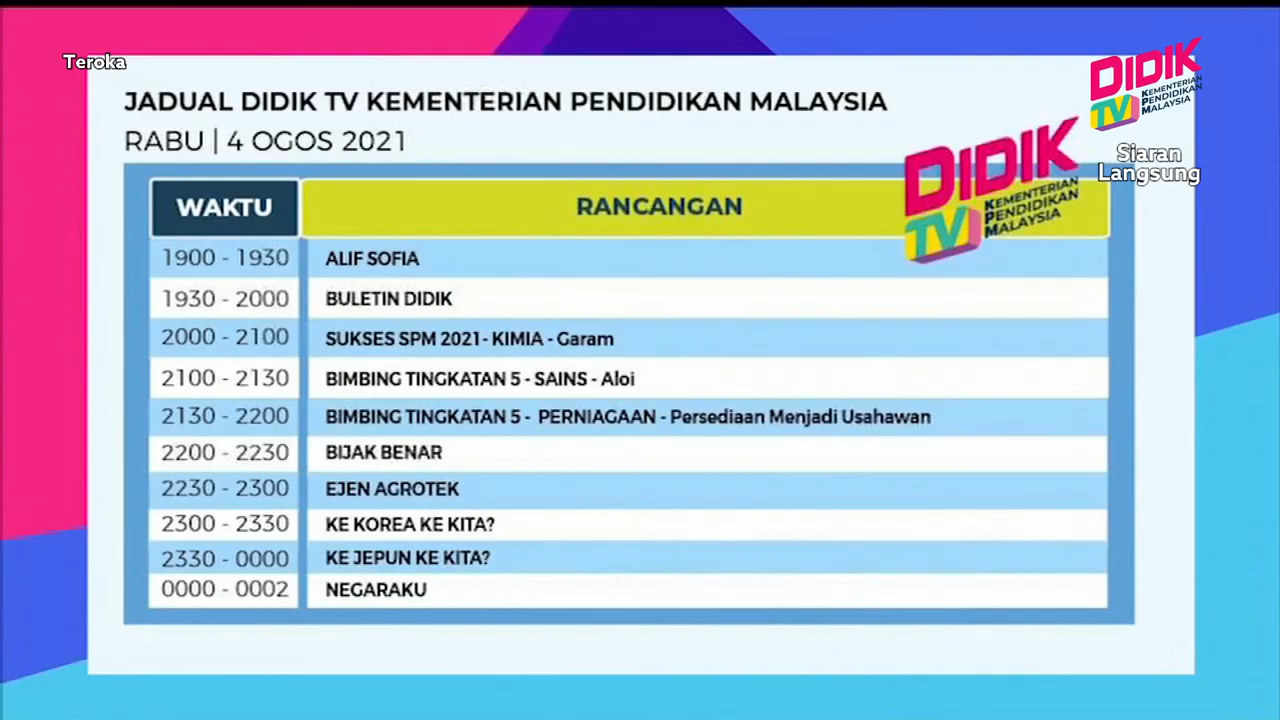 Teroka
JADUAL DIDIK TV KEMENTERIAN PENDIDIKAN MALAYSIA
RABU | 4 OGOS 2021
DIDIK
TV KEMENTERIAN
PENDIDIKAN
MALAYSIA
Siaran
Langsung
DIDIK
TV KEMENTERIAN
PENDIDIKAN
MALAYSIA
WAKTU RANCANGAN
1900 - 1930 ALIF SOFIA
1930 - 2000 BULETIN DIDIK
2000 - 2100 SUKSES SPM 2021- KIMIA - Garam
2100 - 2130 BIMBING TINGKATAN 5 - SAINS - Aloi
2130 - 2200 BIMBING TINGKATAN 5 - PERNIAGAAN - Persediaan Menjadi Usahawan
2200 - 2230 BIJAK BENAR
2230 - 2300 EJEN AGROTEK
2300 - 2330 KE KOREA KE KITA?
2330 - 0000 KE JEPUN KE KITA?
0000 - 0002 NEGARAKU